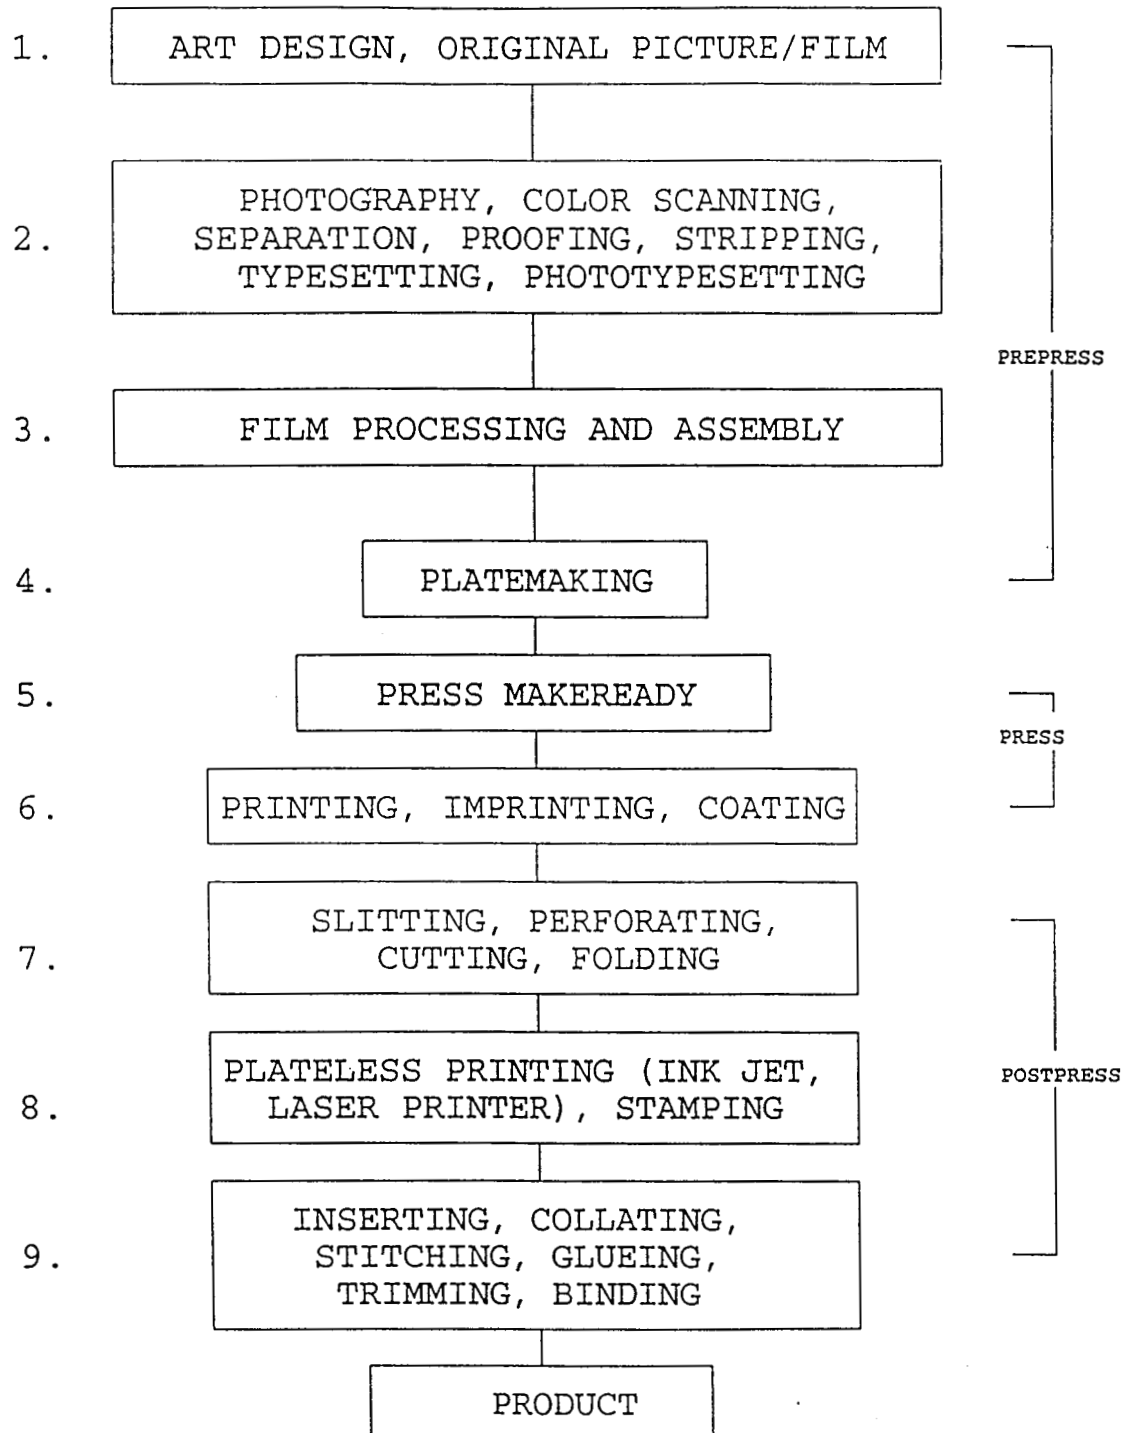 1. ART DESIGN, ORIGINAL PICTURE/FILM
PHOTOGRAPHY, COLOR SCANNING,
2. SEPARATION, PROOFING, STRIPPING,
TYPESETTING, PHOTOTYPESETTING
PREPRESS
3. FILM PROCESSING AND ASSEMBLY
4. PLATEMAKING
5. PRESS MAKEREADY
PRESS
6. PRINTING, IMPRINTING, COATING
SLITTING, PERFORATING,
7. CUTTING, FOLDING
PLATELESS PRINTING (INK JET,
POSTPRESS
8. LASER PRINTER), STAMPING
INSERTING, COLLATING,
9. STITCHING, GLUEING,
TRIMMING, BINDING
PRODUCT